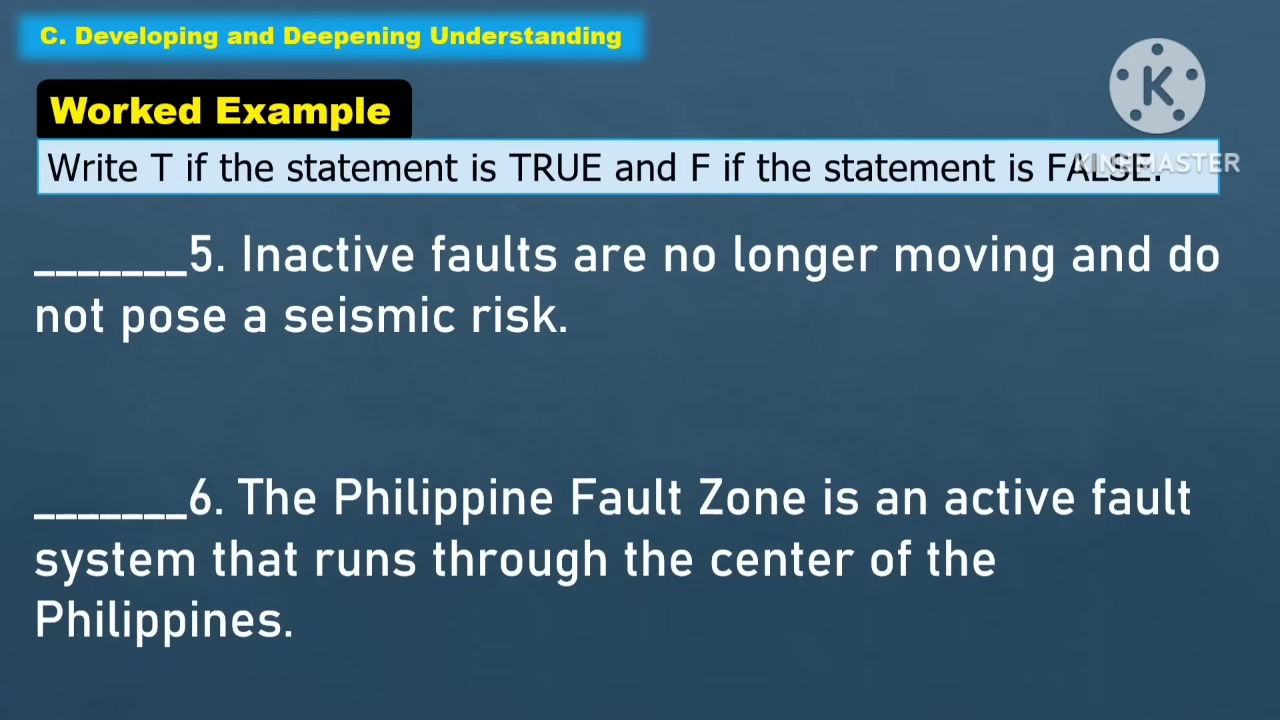 C. Developing and Deepening Understanding
Worked Example
Write T if the statement is TRUE and F if the statement is FALSE.
K
KINEMASTER
_______5. Inactive faults are no longer moving and do
not pose a seismic risk.
_______6. The Philippine Fault Zone is an active fault
system that runs through the center of the
Philippines.